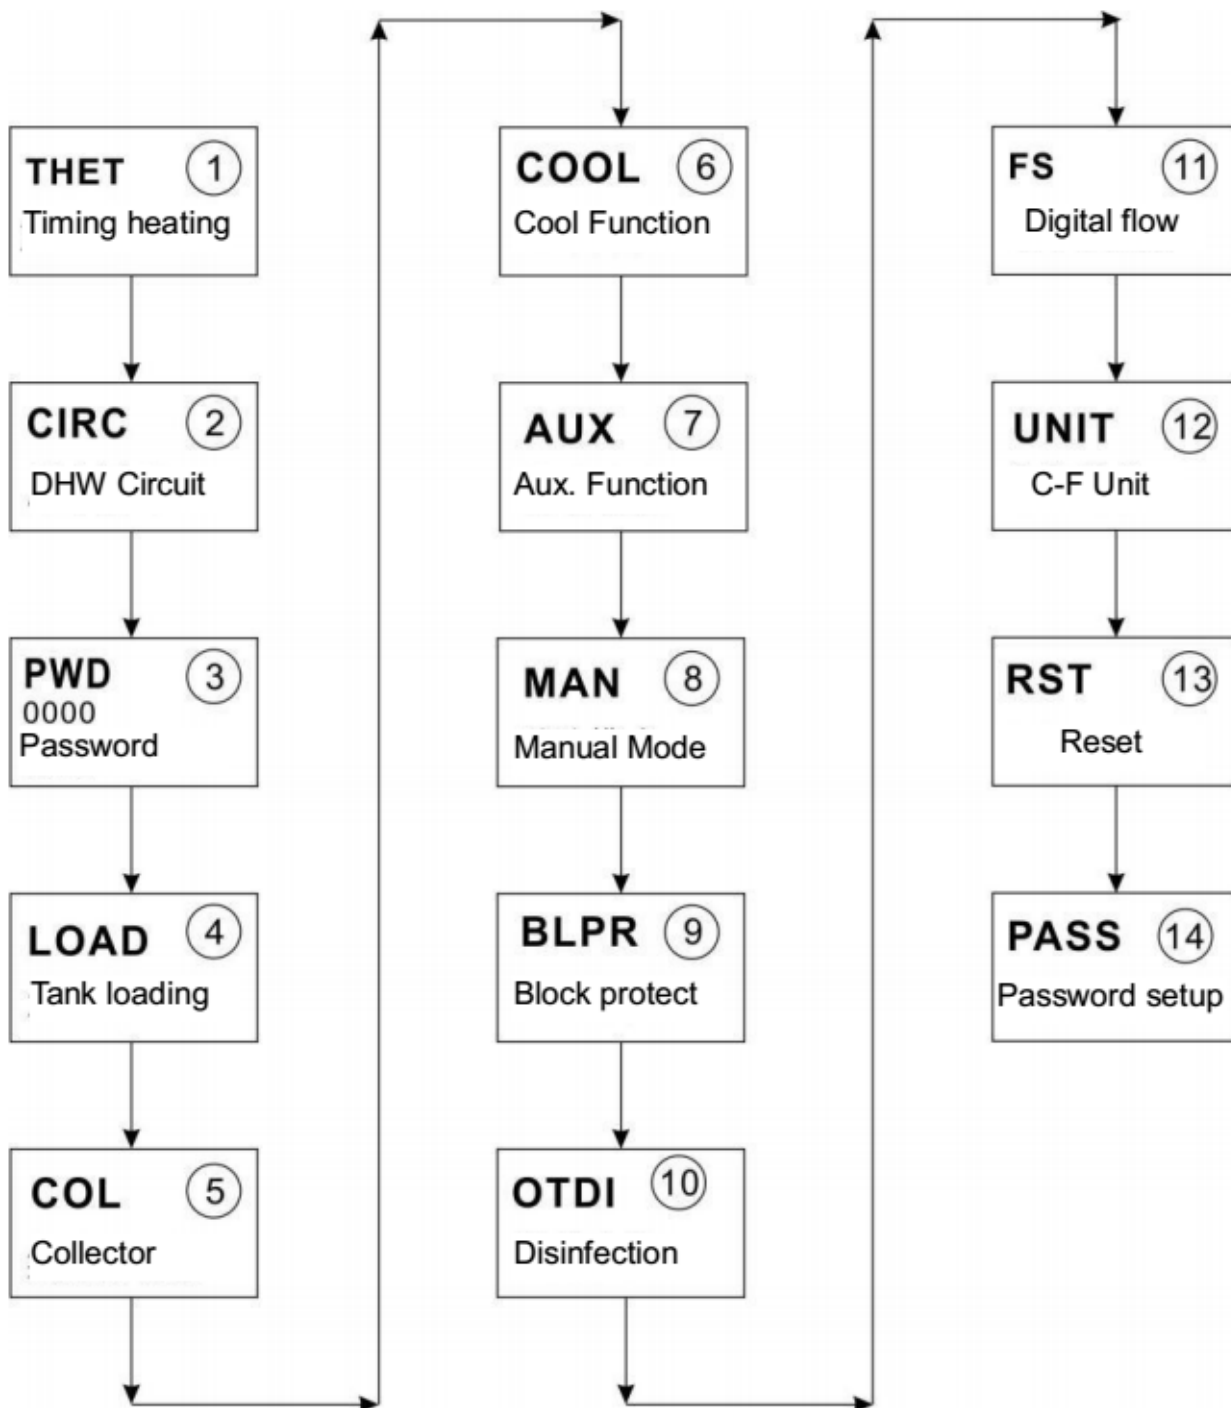 THET 1
Timing heating
CIRC 2
DHW Circuit
PWD 3
0000
Password
LOAD 4
Tank loading
COL 5
Collector
COOL 6
Cool Function
AUX 7
Aux. Function
MAN 8
Manual Mode
BLPR 9
Block protect
OTDI 10
Disinfection
FS 11
Digital flow
UNIT 12
C-F Unit
RST 13
Reset
PASS 14
Password setup